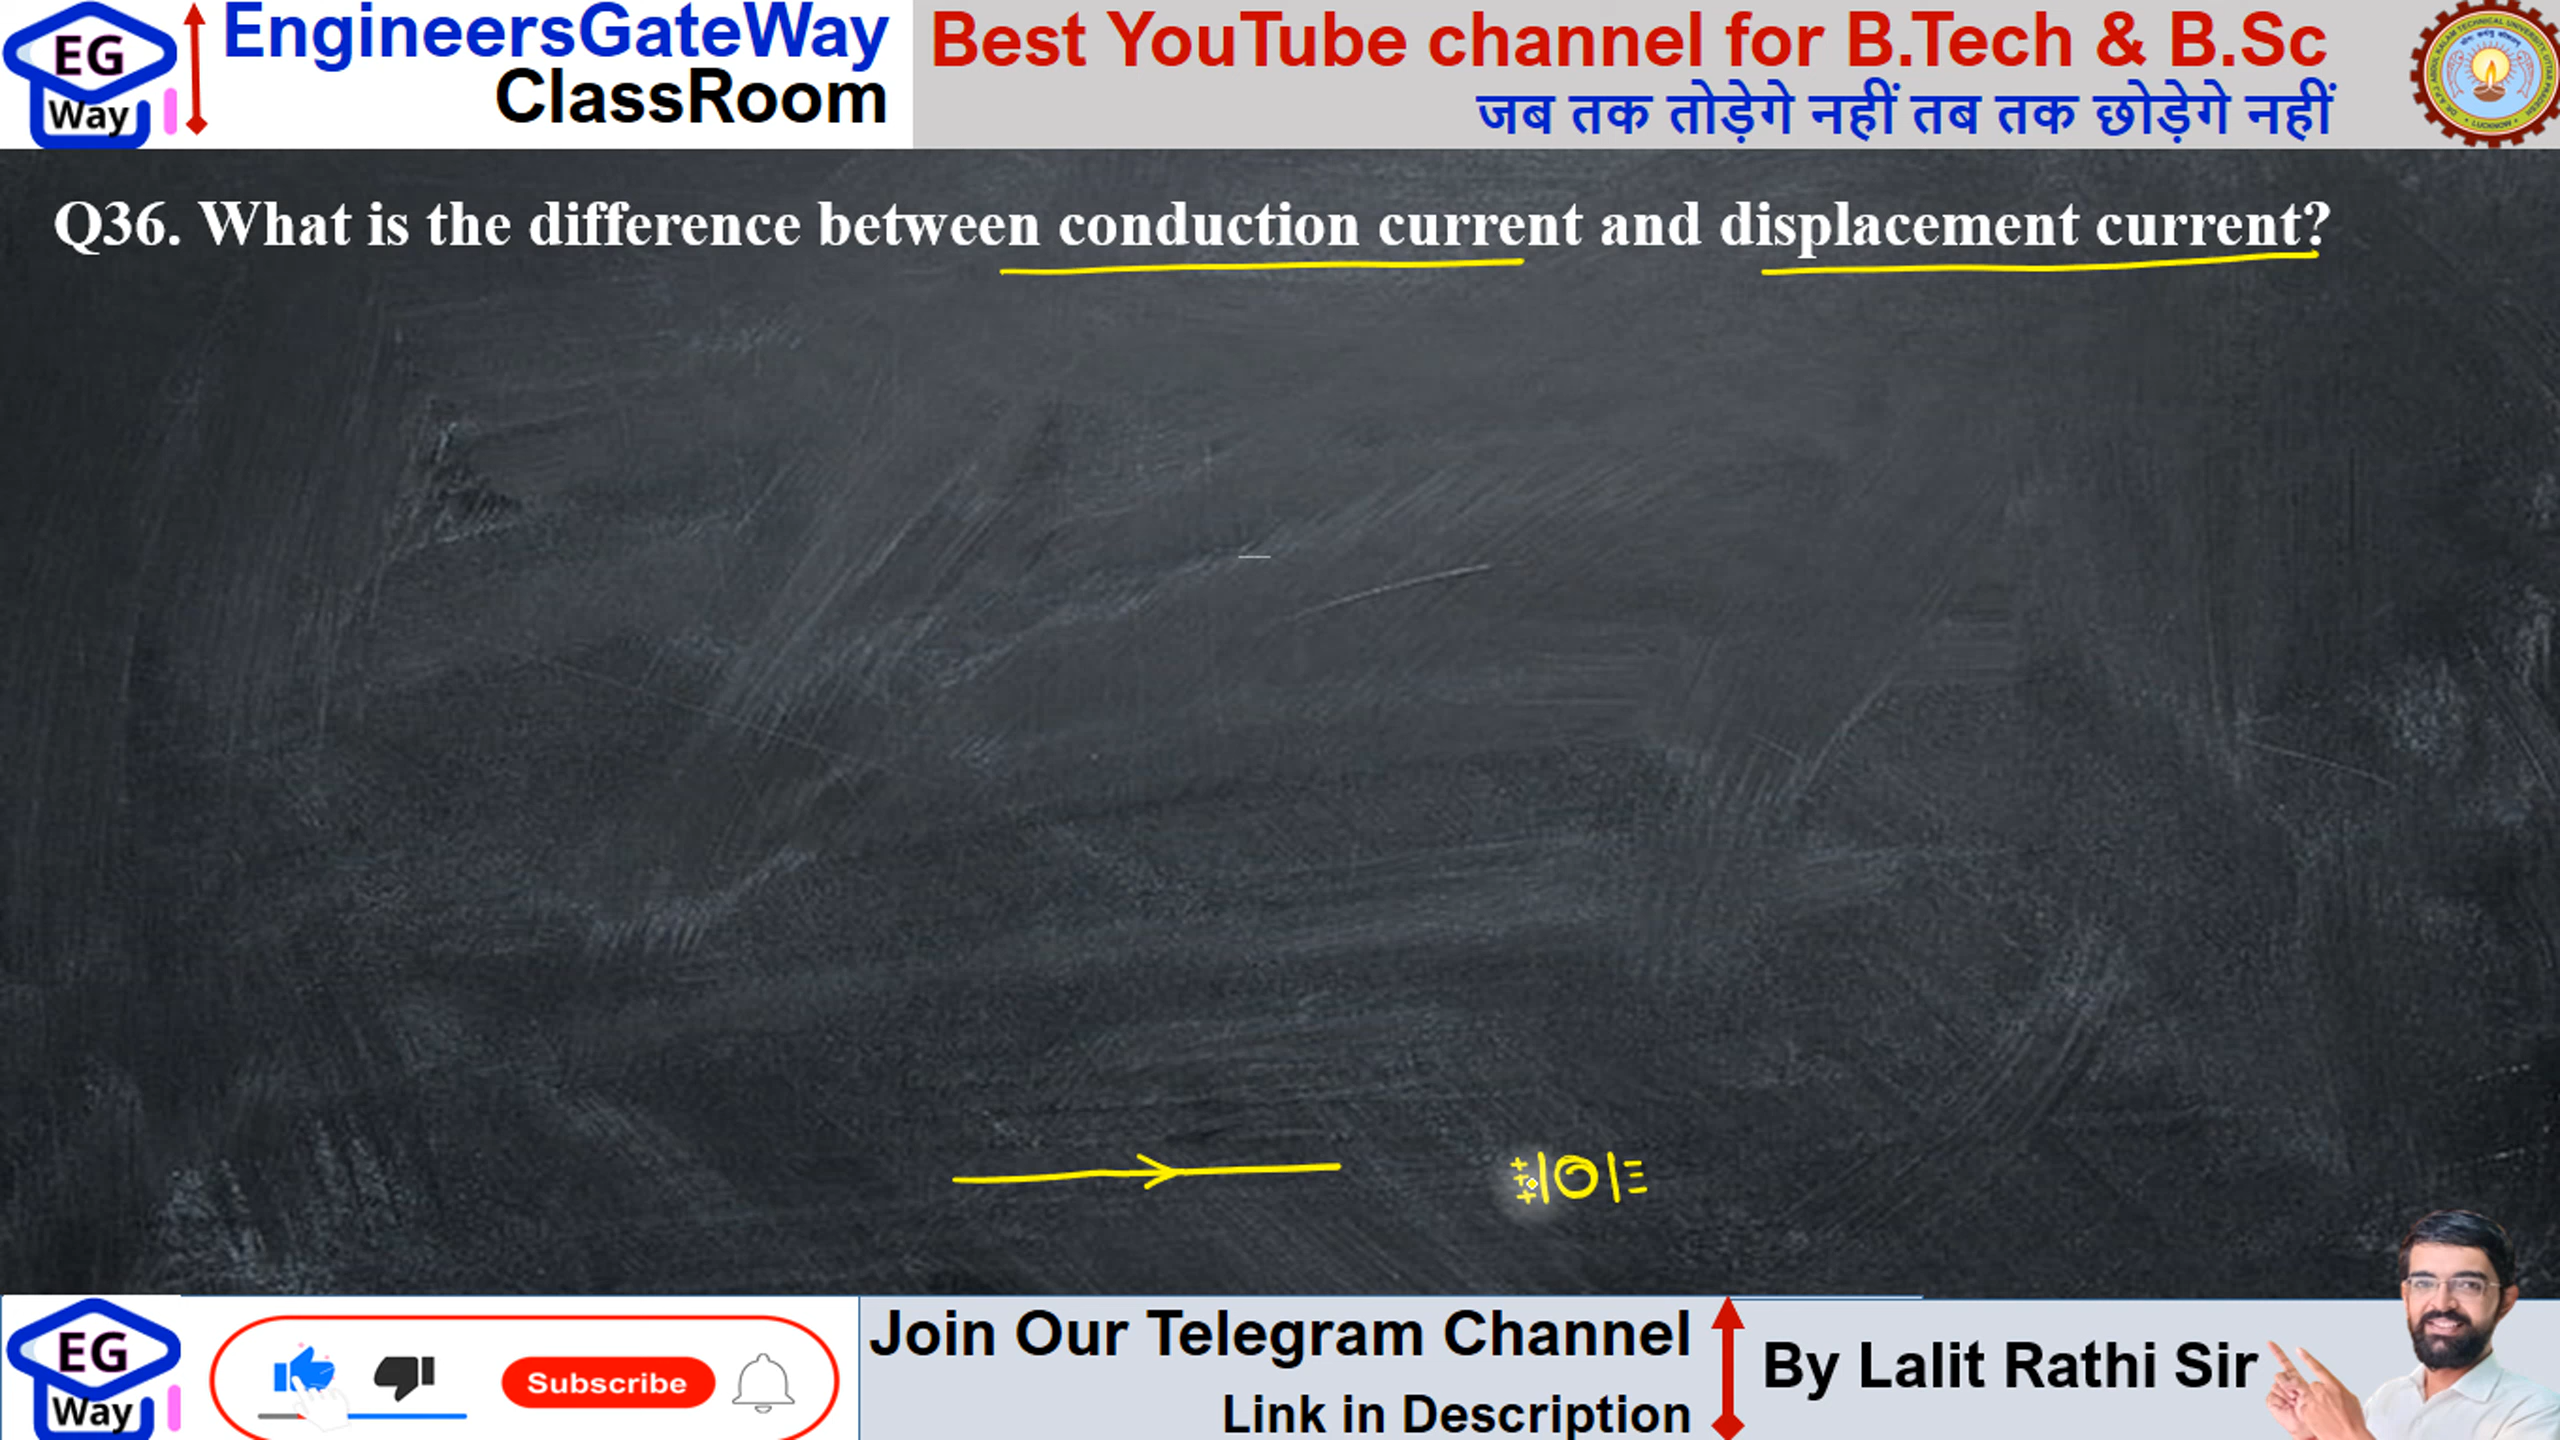 EG
Way
EngineersGateWay
ClassRoom
Best YouTube channel for B.Tech & B.Sc
जब तक तोड़ेगे नहीं तब तक छोड़ेगे नहीं
Q36. What is the difference between conduction current and displacement current?
EG
Way
Subscribe
Join Our Telegram Channel
Link in Description
By Lalit Rathi Sir